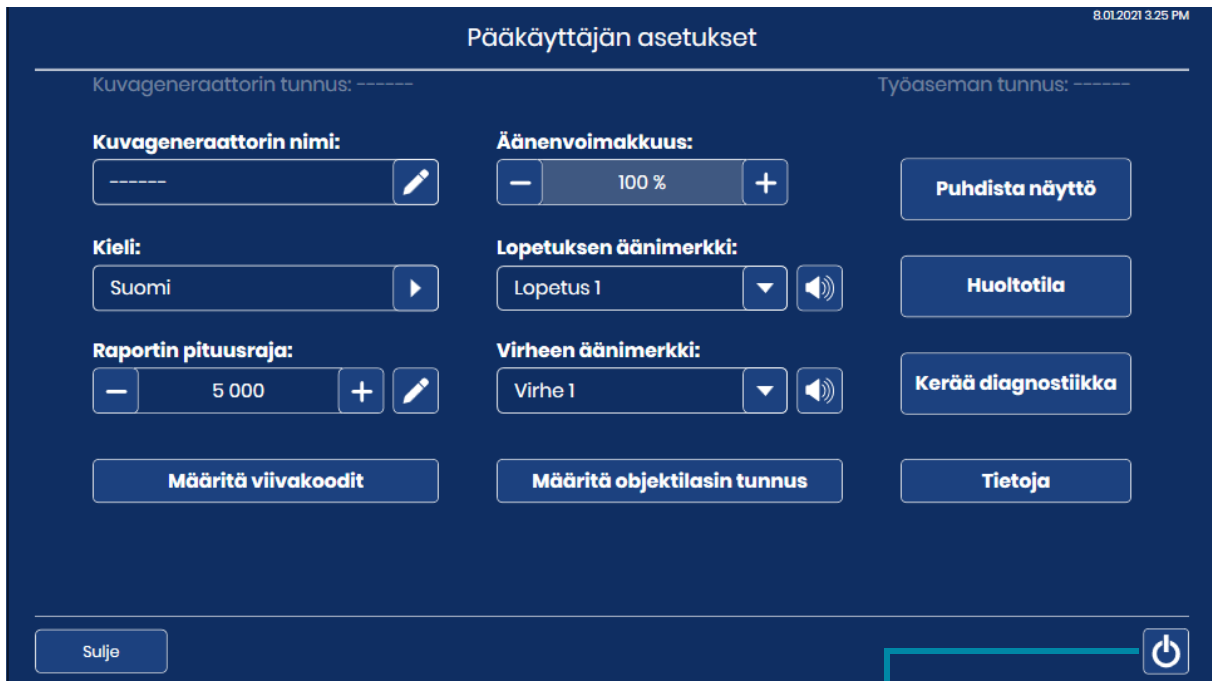 8.01.2021 3.25 PM
Pääkäyttäjän asetukset
Kuvageneraattorin tunnus: ------
Työaseman tunnus: ------
Kuvageneraattorin nimi:
------
Äänenvoimakkuus:
100 %
Puhdista näyttö
Kieli:
Suomi
Lopetuksen äänimerkki:
Lopetus 1
Huoltotila
Raportin pituusraja:
5 000
Virheen äänimerkki:
Virhe 1
Kerää diagnostiikka
Määritä viivakoodit
Määritä objektilasin tunnus
Tietoja
Sulje